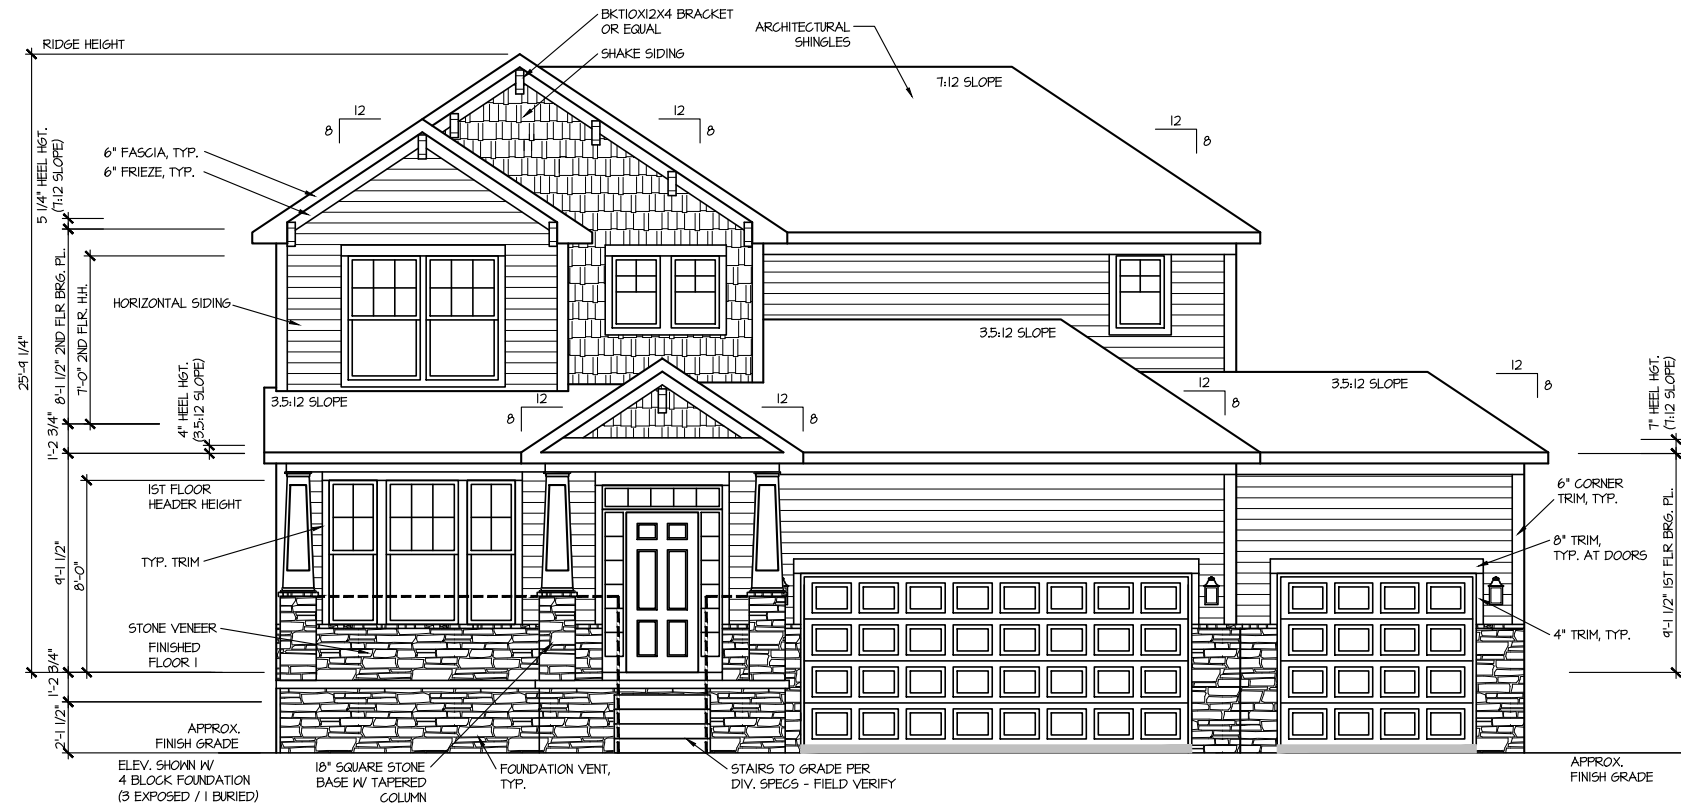 BKT10X12X4 BRACKET
OR EQUAL
ARCHITECTURAL
SHINGLES
RIDGE HEIGHT
SHAKE SIDING
7:12 SLOPE
12
8
12
8
12
8
5 1/4" HEEL HGT.
(7:12 SLOPE)
6" FASCIA, TYP.
6" FRIEZE, TYP.
25'-9 1/4"
8'-1 1/2" 2ND FLR BRG. PL.
7'-0" 2ND FLR. H.H.
HORIZONTAL SIDING
3.5:12 SLOPE
4" HEEL HGT.
(3.5:12 SLOPE)
3.5:12 SLOPE
12
8
12
8
12
8
3.5:12 SLOPE
12
8
7" HEEL HGT.
(7:12 SLOPE)
1'-2 3/4"
1ST FLOOR
HEADER HEIGHT
6" CORNER
TRIM, TYP.
9'-1 1/2"
8'-0"
TYP. TRIM
8" TRIM,
TYP. AT DOORS
9'-1 1/2" 1ST FLR BRG. PL.
STONE VENEER
4" TRIM, TYP.
FINISHED
FLOOR 1
1'-2 3/4"
2'-1 1/2"
APPROX.
FINISH GRADE
ELEV. SHOWN W/
4 BLOCK FOUNDATION
(3 EXPOSED / 1 BURIED)
18" SQUARE STONE
BASE W/ TAPERED
COLUMN
FOUNDATION VENT,
TYP.
STAIRS TO GRADE PER
DIV. SPECS - FIELD VERIFY
APPROX.
FINISH GRADE